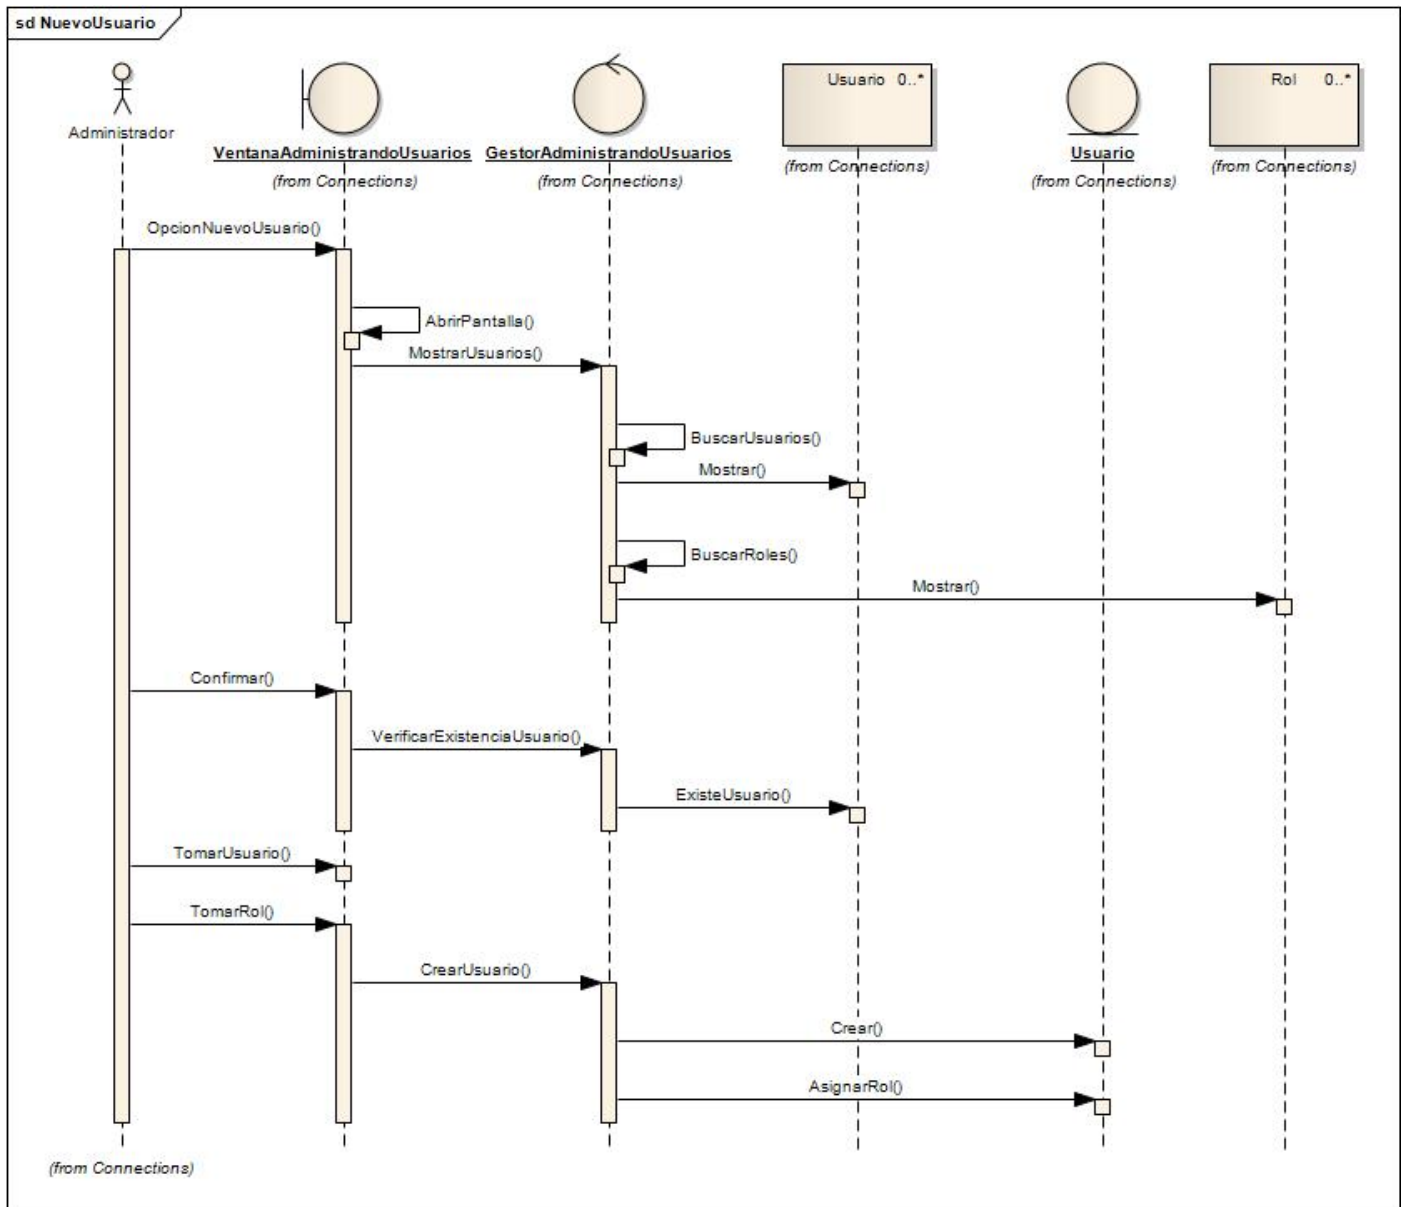 sd NuevoUsuario
Usuario 0..*
Rol 0..*
Administrador
VentanaAdministrandoUsuarios
GestorAdministrandoUsuarios
Usuario
(from Connections)
(from Connections)
(from Connections)
(from Connections)
(from Connections)
OpcionNuevoUsuario()
AbrirPantalla()
MostrarUsuarios()
BuscarUsuarios()
Mostrar()
BuscarRoles()
Mostrar()
Confirmar()
VerificarExistenciaUsuario()
ExisteUsuario()
TomarUsuario()
TomarRol()
CrearUsuario()
Crear()
AsignarRol()
(from Connections)